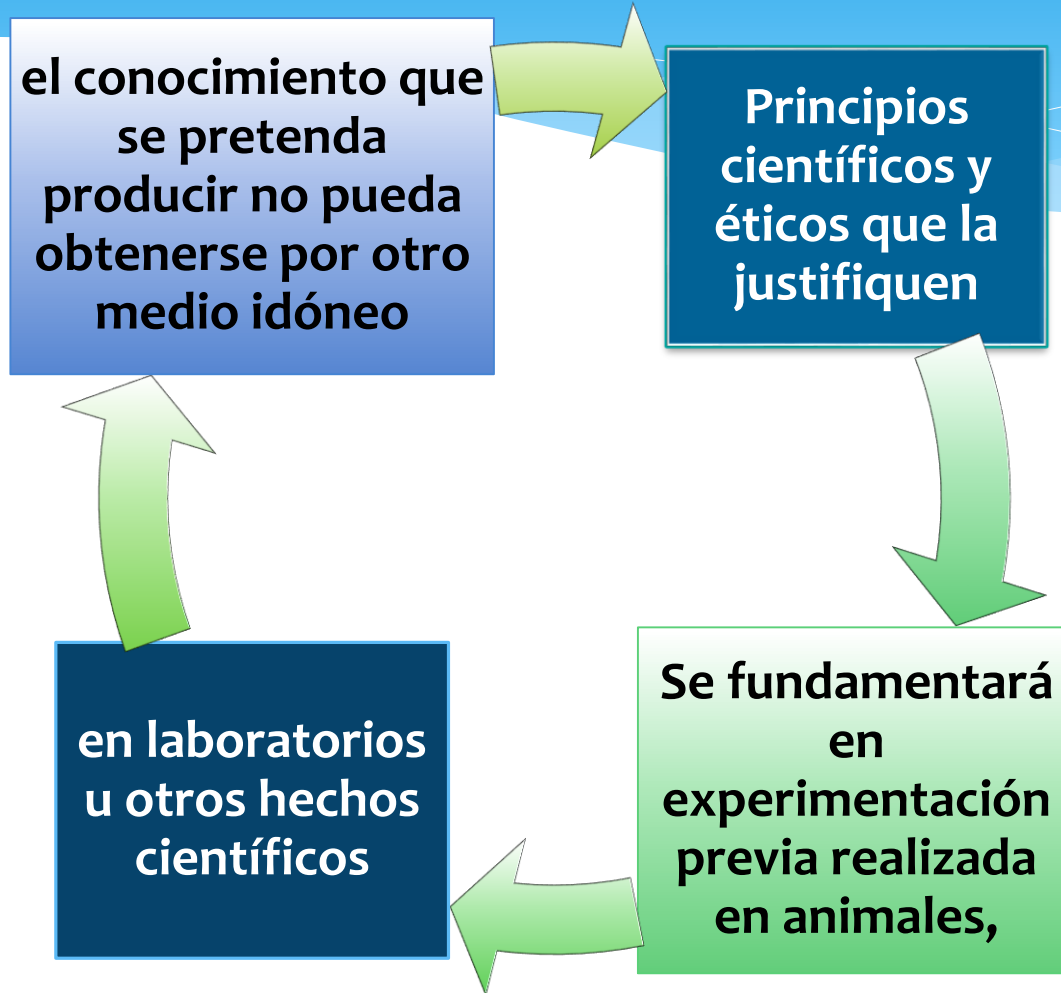 el conocimiento que
se pretenda
producir no pueda
obtenerse por otro
medio idóneo
Principios
científicos y
éticos que la
justifiquen
Se fundamentará
en
experimentación
previa realizada
en animales,
en laboratorios
u otros hechos
científicos